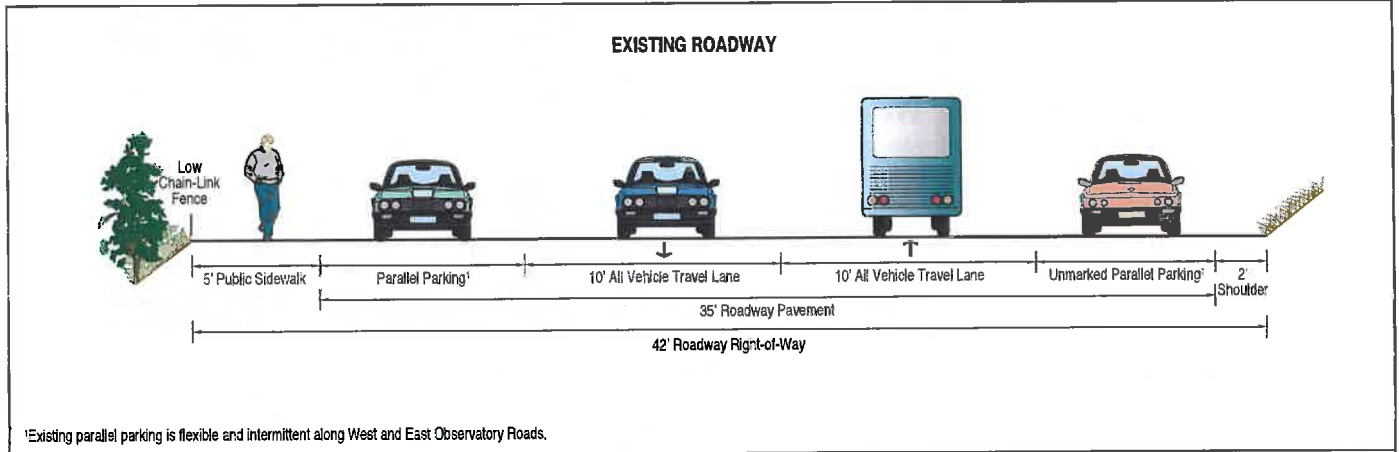 EXISTING ROADWAY
Low
Chain-Link
Fence
5' Public Sidewalk
Parallel Parking¹
10' All Vehicle Travel Lane
10' All Vehicle Travel Lane
Unmarked Parallel Parking¹
2'
Shoulder
35' Roadway Pavement
42' Roadway Right-of-Way
¹Existing parallel parking is flexible and intermittent along West and East Observatory Roads.